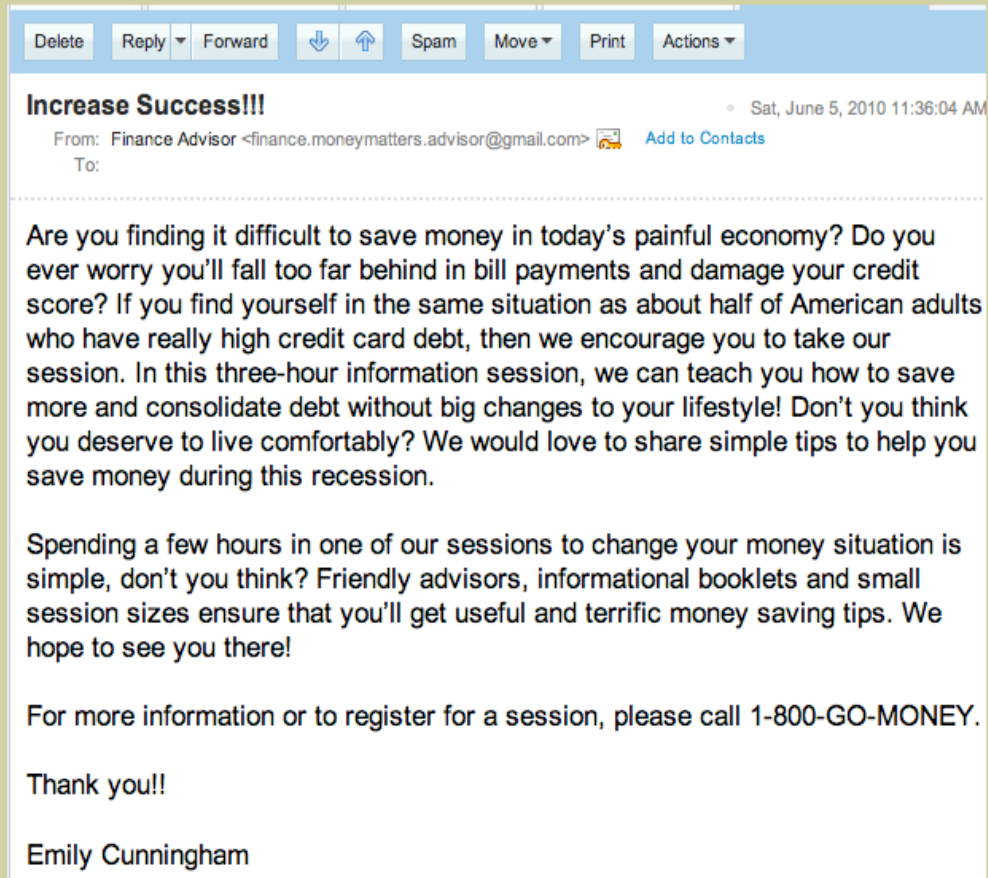 Delete Reply Forward Spam Move Print Actions
Increase Success!!! Sat, June 5, 2010 11:36:04 AM
From: Finance Advisor <finance.moneymatters.advisor@gmail.com> Add to Contacts
To:
Are you finding it difficult to save money in today's painful economy? Do you
ever worry you'll fall too far behind in bill payments and damage your credit
score? If you find yourself in the same situation as about half of American adults
who have really high credit card debt, then we encourage you to take our
session. In this three-hour information session, we can teach you how to save
more and consolidate debt without big changes to your lifestyle! Don't you think
you deserve to live comfortably? We would love to share simple tips to help you
save money during this recession.
Spending a few hours in one of our sessions to change your money situation is
simple, don't you think? Friendly advisors, informational booklets and small
session sizes ensure that you'll get useful and terrific money saving tips. We
hope to see you there!
For more information or to register for a session, please call 1-800-GO-MONEY.
Thank you!!
Emily Cunningham